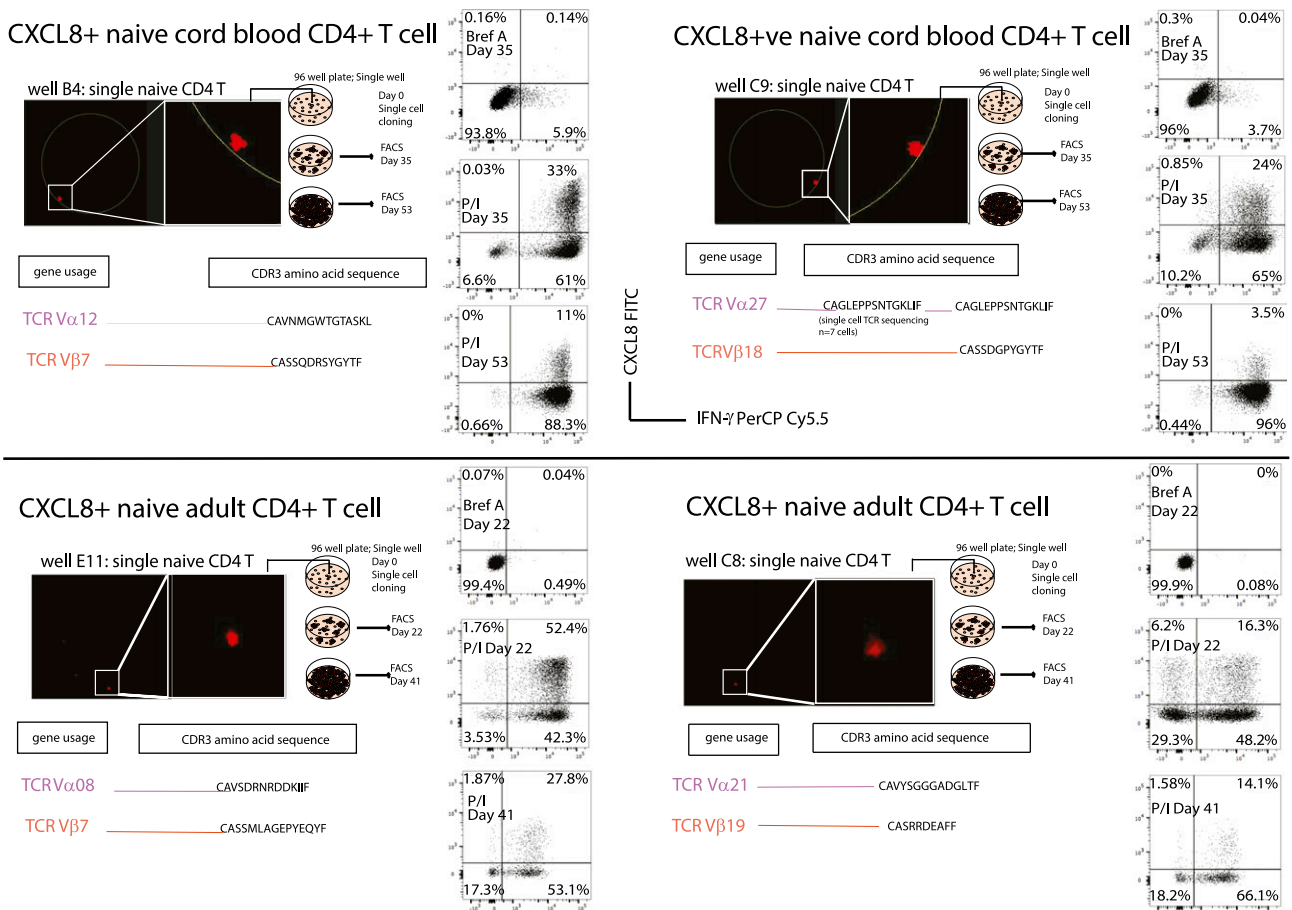 CXCL8+ naive cord blood CD4+ T cell
well B4: single naive CD4 T
96 well plate; Single well
Day 0
Single cell
cloning
FACS
Day 35
FACS
Day 53
gene usage
CDR3 amino acid sequence
TCR Vα12
CAVNMGWTGTASKL
TCR Vβ7
CASSQDRSYGYTF
0.16% 0.14%
Bref A
Day 35
93.8% 5.9%
0.03% 33%
P/I
Day 35
6.6% 61%
0% 11%
P/I
Day 53
0.66% 88.3%
CXCL8+ve naive cord blood CD4+ T cell
well C9: single naive CD4 T
96 well plate; Single well
Day 0
Single cell
cloning
FACS
Day 35
FACS
Day 53
gene usage
CDR3 amino acid sequence
TCR Vα27
CAGLEPPSNTGKLIF CAGLEPPSNTGKLIF
(single cell TCR sequencing
n=7 cells)
TCRVβ18
CASSDGPYGYTF
CXCL8 FITC
IFN-γ PerCP Cy5.5
0.3% 0.04%
Bref A
Day 35
96% 3.7%
0.85% 24%
P/I
Day 35
10.2% 65%
0% 3.5%
P/I
Day 53
0.44% 96%
CXCL8+ naive adult CD4+ T cell
well E11: single naive CD4 T
96 well plate; Single well
Day 0
Single cell
cloning
FACS
Day 22
FACS
Day 41
gene usage
CDR3 amino acid sequence
TCR Vα08
CAVSDRNRDDKIIF
TCR Vβ7
CASSMLAGEPYEQYF
0.07% 0.04%
Bref A
Day 22
99.4% 0.49%
1.76% 52.4%
P/I Day 22
3.53% 42.3%
1.87% 27.8%
P/I
Day 41
17.3% 53.1%
CXCL8+ naive adult CD4+ T cell
well C8: single naive CD4 T
96 well plate; Single well
Day 0
Single cell
cloning
FACS
Day 22
FACS
Day 41
gene usage
CDR3 amino acid sequence
TCR Vα21
CAVYSGGGADGLTF
TCR Vβ19
CASRRDEAFF
0% 0%
Bref A
Day 22
99.9% 0.08%
6.2% 16.3%
P/I Day 22
29.3% 48.2%
1.58% 14.1%
P/I Day 41
18.2% 66.1%